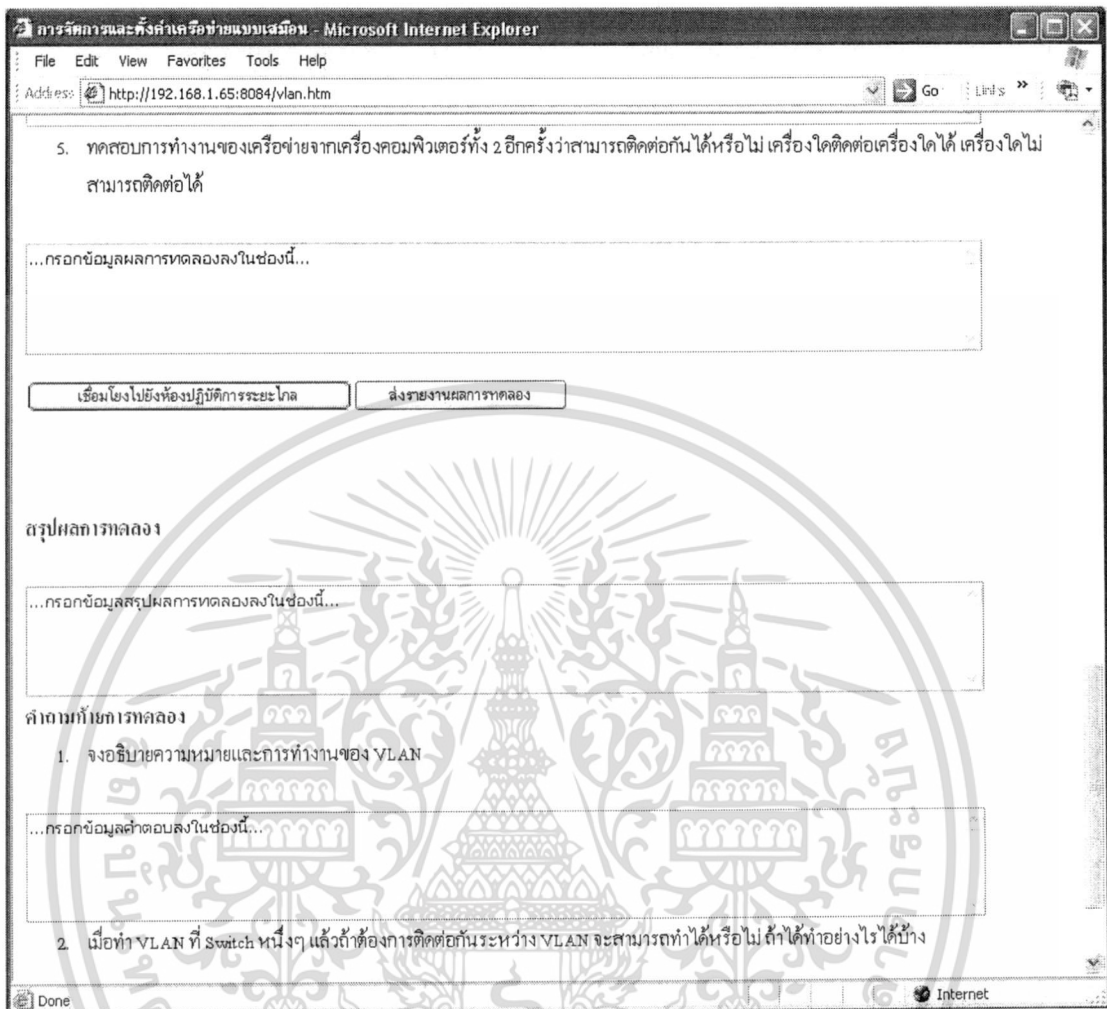 การจัดการและตั้งค่าเครือข่ายแบบเสมือน - Microsoft Internet Explorer
File Edit View Favorites Tools Help
Address http://192.168.1.65:8084/vlan.htm Go Links »
5. ทดสอบการทำงานของเครือข่ายจากเครื่องคอมพิวเตอร์ทั้ง 2 อีกครั้งว่าสามารถติดต่อกันได้หรือไม่ เครื่องใดติดต่อเครื่องใดได้ เครื่องใดไม่
สามารถติดต่อได้
...กรอกข้อมูลผลการทดลองลงในช่องนี้...
เชื่อมโยงไปยังห้องปฏิบัติการระยะไกล ส่งรายงานผลการทดลอง
สรุปผลการทดลอง
...กรอกข้อมูลสรุปผลการทดลองลงในช่องนี้...
คำถามท้ายการทดลอง
1. จงอธิบายความหมายและการทำงานของ VLAN
...กรอกข้อมูลคำตอบลงในช่องนี้...
2. เมื่อทำ VLAN ที่ Switch หนึ่งๆ แล้วถ้าต้องการติดต่อกันระหว่าง VLAN จะสามารถทำได้หรือไม่ ถ้าได้ทำอย่างไรได้บ้าง
Done Internet